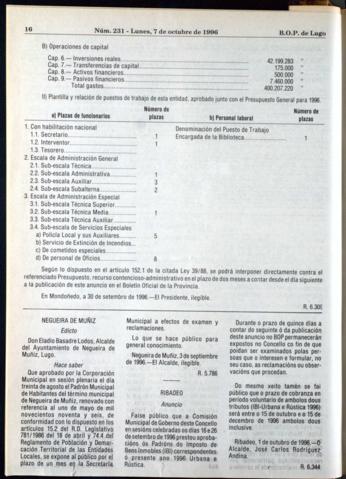 16
Núm. 231 - Lunes, 7 de octubre de 1996
B.O.P. de Lugo
B) Operaciones de capital
Cap. 6.— Inversiones reales 42.199.283 "
Cap. 7.— Transferencias de capital 175.000 "
Cap. 8.— Activos financieros 500.000 "
Cap. 9.— Pasivos financieros 7.460.000 "
Total gastos 400.207.220 "
II) Plantilla y relación de puestos de trabajo de esta entidad, aprobado junto con el Presupuesto General para 1996.
a) Plazas de funcionarios
Número de
plazas
b) Personal laboral
Número de
plazas
1. Con habilitación nacional
1.1. Secretario 1
1.2. Interventor 1
1.3. Tesorero
2. Escala de Administración General
2.1. Sub-escala Técnica
2.2. Sub-escala Administrativa 1
2.3. Sub-escala Auxiliar 3
2.4. Sub-escala Subalterna 2
3. Escala de Administración Especial
3.1. Sub-escala Técnica Superior
3.2. Sub-escala Técnica Media 1
3.3. Sub-escala Técnica Auxiliar
3.4. Sub-escala de Servicios Especiales
a) Policía Local y sus Auxiliares 5
b) Servicio de Extinción de Incendios
c) De cometidos especiales
d) De personal de Oficios 8
Denominación del Puesto de Trabajo
Encargada de la Biblioteca 1
Según lo dispuesto en el artículo 152.1 de la citada Ley 39/88, se podrá interponer directamente contra el
referenciado Presupuesto, recurso contencioso-administrativo en el plazo de dos meses a contar desde el día siguiente
a la publicación de este anuncio en el Boletín Oficial de la Provincia.
En Mondoñedo, a 30 de setiembre de 1996.—El Presidente, ilegible.
R. 6.305
NEGUEIRA DE MUÑIZ
Edicto
Don Eladio Basadre Lodos, Alcalde
del Ayuntamiento de Negueira de
Muñiz, Lugo.
Hace saber
Que aprobado por la Corporación
Municipal en sesión plenaria el día
treinta de agosto el Padrón Municipal
de Habitantes del término municipal
de Negueira de Muñiz, renovado con
referencia al uno de mayo de mil
novecientos noventa y seis, de
conformidad con lo dispuesto en los
artículos 15.2 del R.D. Legislativo
781/1986 del 18 de abril y 74.4 del
Reglamento de Población y Demar-
cación Territorial de las Entidades
Locales, se expone al público por el
plazo de un mes en la Secretaría
Municipal a efectos de examen y
reclamaciones.
Lo que se hace público para
general conocimiento.
Negueira de Muñiz, 3 de septiembre
de 1996.—El Alcalde, ilegible.
R. 5.786
RIBADEO
Anuncio
Faise público que a Comisión
Municipal de Goberno deste Concello
en sesións celebradas os días 16 e 26
de setembro de 1996 prestou aproba-
ción ós Padróns do Imposto de
Bens Inmobles (IBI) correspondentes
ó presente ano 1996 Urbana e
Rústica.
Durante o prazo de quince días a
contar do seguinte ó da publicación
deste anuncio no BOP permanecerán
expostos no Concello co fin de que
poidan ser examinados polas per-
soas que o interesen e formular, no
seu caso, as reclamacións ou obser-
vacións que procedan.
Do mesmo xeito tamén se fai
público que o prazo de cobranza en
período voluntario de ambolos dous
tributos (IBI-Urbana e Rústica 1996)
será entre o 15 de outubro e a 15 de
decembro de 1996 ambolos dous
inclusive.
Ribadeo, 1 de outubro de 1996.—O
Alcalde, José Carlos Rodríguez
Andina.
R. 6.344